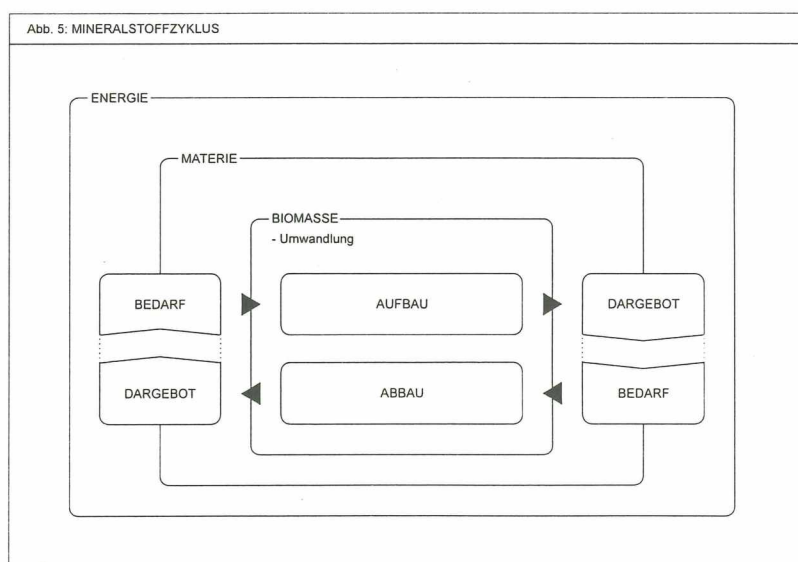 Abb. 5: MINERALSTOFFZYKLUS
ENERGIE
MATERIE
BIOMASSE
- Umwandlung
BEDARF
AUFBAU
DARGEBOT
DARGEBOT
ABBAU
BEDARF